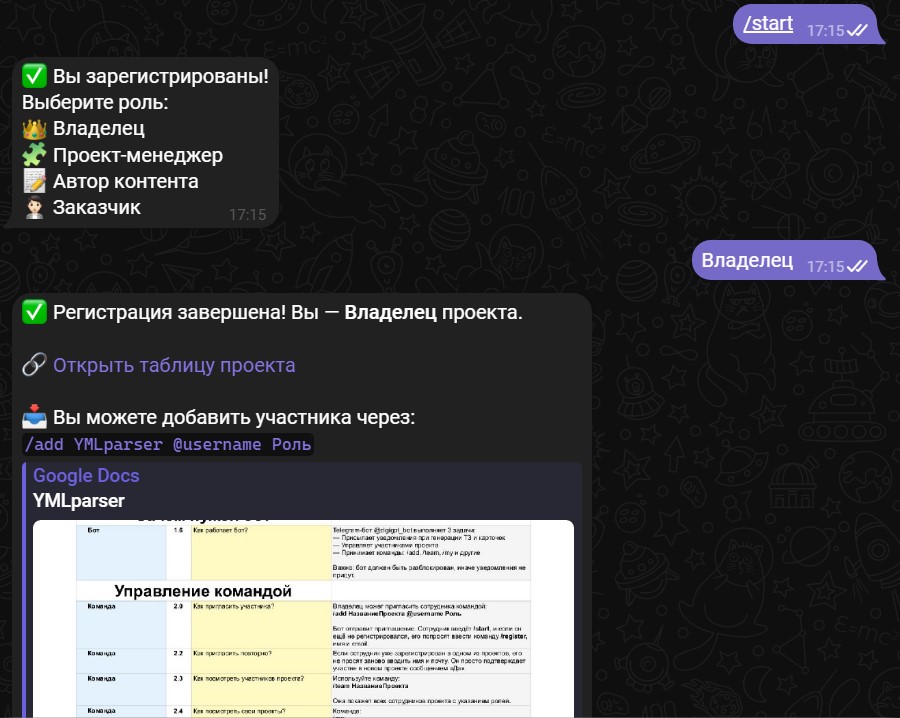 /start 17:15
Вы зарегистрированы!
Выберите роль:
Владелец
Проект-менеджер
Автор контента
Заказчик 17:15
Владелец 17:15
Регистрация завершена! Вы — Владелец проекта.
Открыть таблицу проекта
Вы можете добавить участника через:
/add YMLparser @username Роль
Google Docs
YMLparser
Бот 1.6 Как работает бот? Telegram-бот выполняет 3 задачи:
— Присылает уведомления при генерации ТЗ и карточек
— Управляет участниками проекта
— Принимает команды: /add, /team, /my и другие
Важно: бот должен быть разблокирован, иначе уведомления не
придут.
Управление командой
Команда 2.0 Как пригласить участника? Владелец может пригласить сотрудника командой:
/add НазваниеПроекта @username Роль
Бот отправит приглашение. Сотрудник введёт /start, и если он
ещё не регистрировался, его попросят ввести команду /register,
имя и email.
Команда 2.2 Как пригласить повторно? Если сотрудник уже зарегистрирован в одном из проектов, его
не просят заново вводить имя и почту. Он просто подтверждает
участие в новом проекте сообщением «Да».
Команда 2.3 Как посмотреть участников проекта? Используйте команду:
/team НазваниеПроекта
Она покажет всех сотрудников проекта с указанием ролей.
Команда 2.4 Как посмотреть свои проекты? Команда: